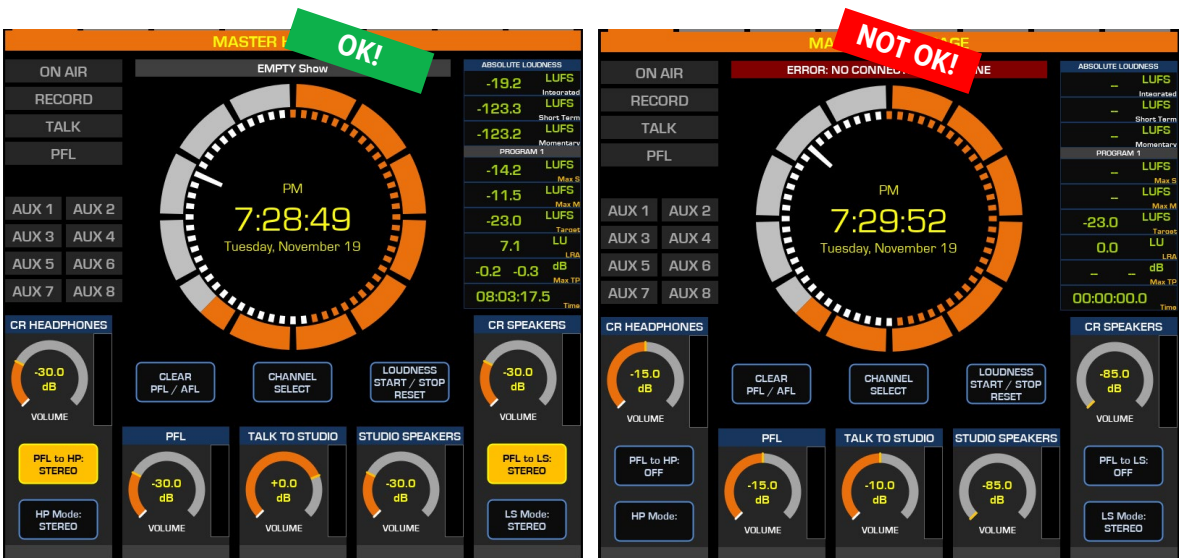 MASTER H
OK!
ON AIR
RECORD
TALK
PFL
EMPTY Show
ABSOLUTE LOUDNESS
-19.2 LUFS
Integrated
-123.3 LUFS
Short Term
-123.2 LUFS
Momentary
PROGRAM 1
-14.2 LUFS
Max S
-11.5 LUFS
Max M
-23.0 LUFS
Target
7.1 LU
LRA
-0.2 -0.3 dB
Max TP
08:03:17.5
Time
PM
7:28:49
Tuesday, November 19
AUX 1 AUX 2
AUX 3 AUX 4
AUX 5 AUX 6
AUX 7 AUX 8
CR HEADPHONES
-30.0
dB
VOLUME
CLEAR
PFL / AFL
CHANNEL
SELECT
LOUDNESS
START / STOP
RESET
CR SPEAKERS
-30.0
dB
VOLUME
PFL to HP:
STEREO
HP Mode:
STEREO
PFL
-30.0
dB
VOLUME
TALK TO STUDIO
+0.0
dB
VOLUME
STUDIO SPEAKERS
-30.0
dB
VOLUME
PFL to LS:
STEREO
LS Mode:
STEREO
MA GE
NOT OK!
ON AIR
RECORD
TALK
PFL
ERROR: NO CONNECT NE
ABSOLUTE LOUDNESS
– LUFS
Integrated
– LUFS
Short Term
– LUFS
Momentary
PROGRAM 1
– LUFS
Max S
– LUFS
Max M
-23.0 LUFS
Target
0.0 LU
LRA
– – dB
Max TP
00:00:00.0
Time
PM
7:29:52
Tuesday, November 19
AUX 1 AUX 2
AUX 3 AUX 4
AUX 5 AUX 6
AUX 7 AUX 8
CR HEADPHONES
-15.0
dB
VOLUME
CLEAR
PFL / AFL
CHANNEL
SELECT
LOUDNESS
START / STOP
RESET
CR SPEAKERS
-85.0
dB
VOLUME
PFL to HP:
OFF
HP Mode:
PFL
-15.0
dB
VOLUME
TALK TO STUDIO
-10.0
dB
VOLUME
STUDIO SPEAKERS
-85.0
dB
VOLUME
PFL to LS:
OFF
LS Mode:
STEREO